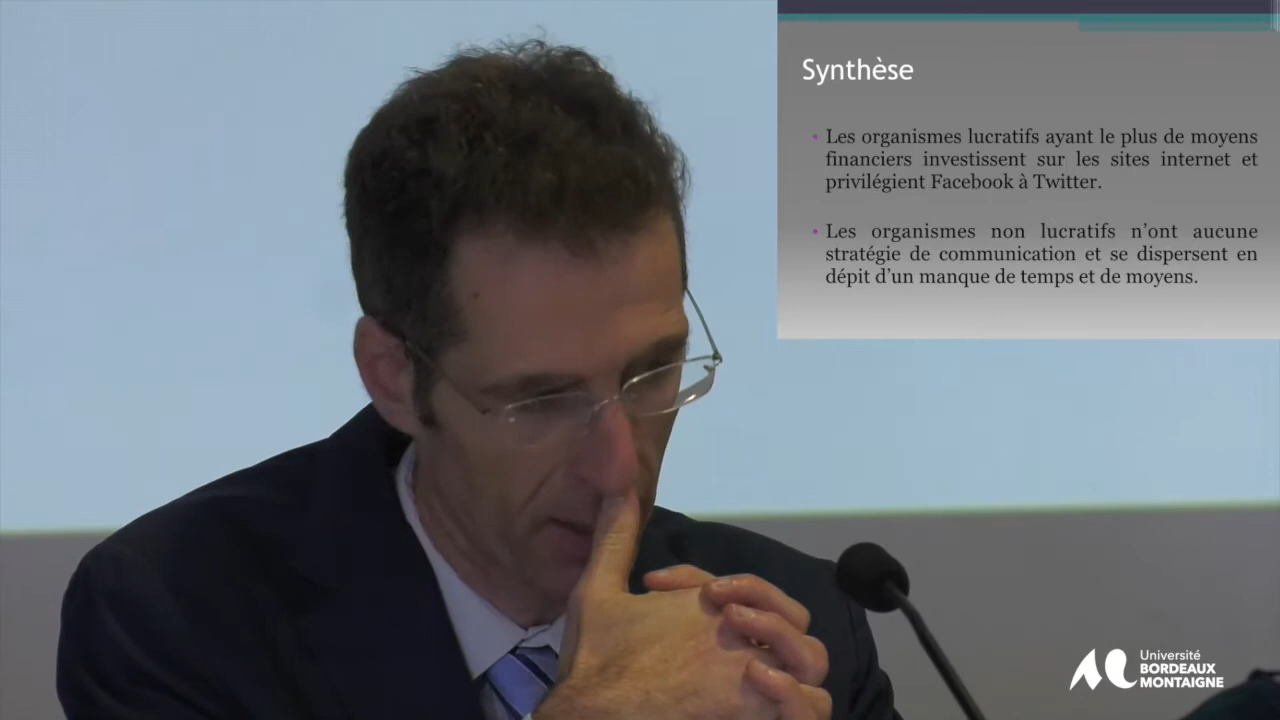 Synthèse
• Les organismes lucratifs ayant le plus de moyens
financiers investissent sur les sites internet et
privilégient Facebook à Twitter.
• Les organismes non lucratifs n’ont aucune
stratégie de communication et se dispersent en
dépit d’un manque de temps et de moyens.
Université
BORDEAUX
MONTAIGNE